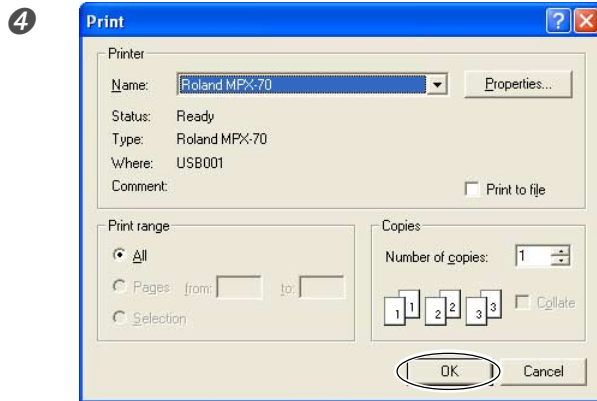 4
Print
Printer
Name: Roland MPX-70 Properties...
Status: Ready
Type: Roland MPX-70
Where: USB001
Comment: Print to file
Print range
All
Pages from: to:
Selection
Copies
Number of copies: 1
1 1 2 2 3 3 Collate
OK Cancel